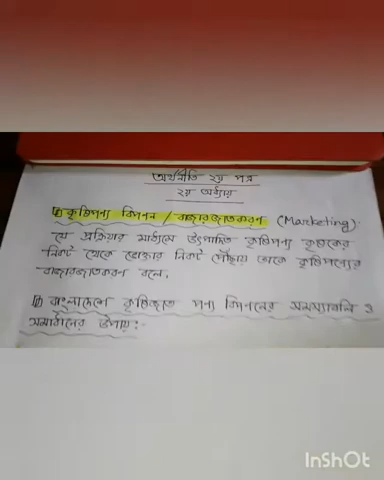 অর্থনীতি ২য় পত্র
২য় অধ্যায়
কৃষিপণ্য বিপণন / বাজারজাতকরণ (Marketing):
যে প্রক্রিয়ার মাধ্যমে উৎপাদিত কৃষিপণ্য কৃষকের
নিকট থেকে ভোক্তার নিকট পৌঁছায় তাকে কৃষিপণ্যের
বাজারজাতকরণ বলে.
বাংলাদেশে কৃষিজাত পণ্য বিপণনের সমস্যাবলি ও
সমাধানের উপায়:-
InShOt